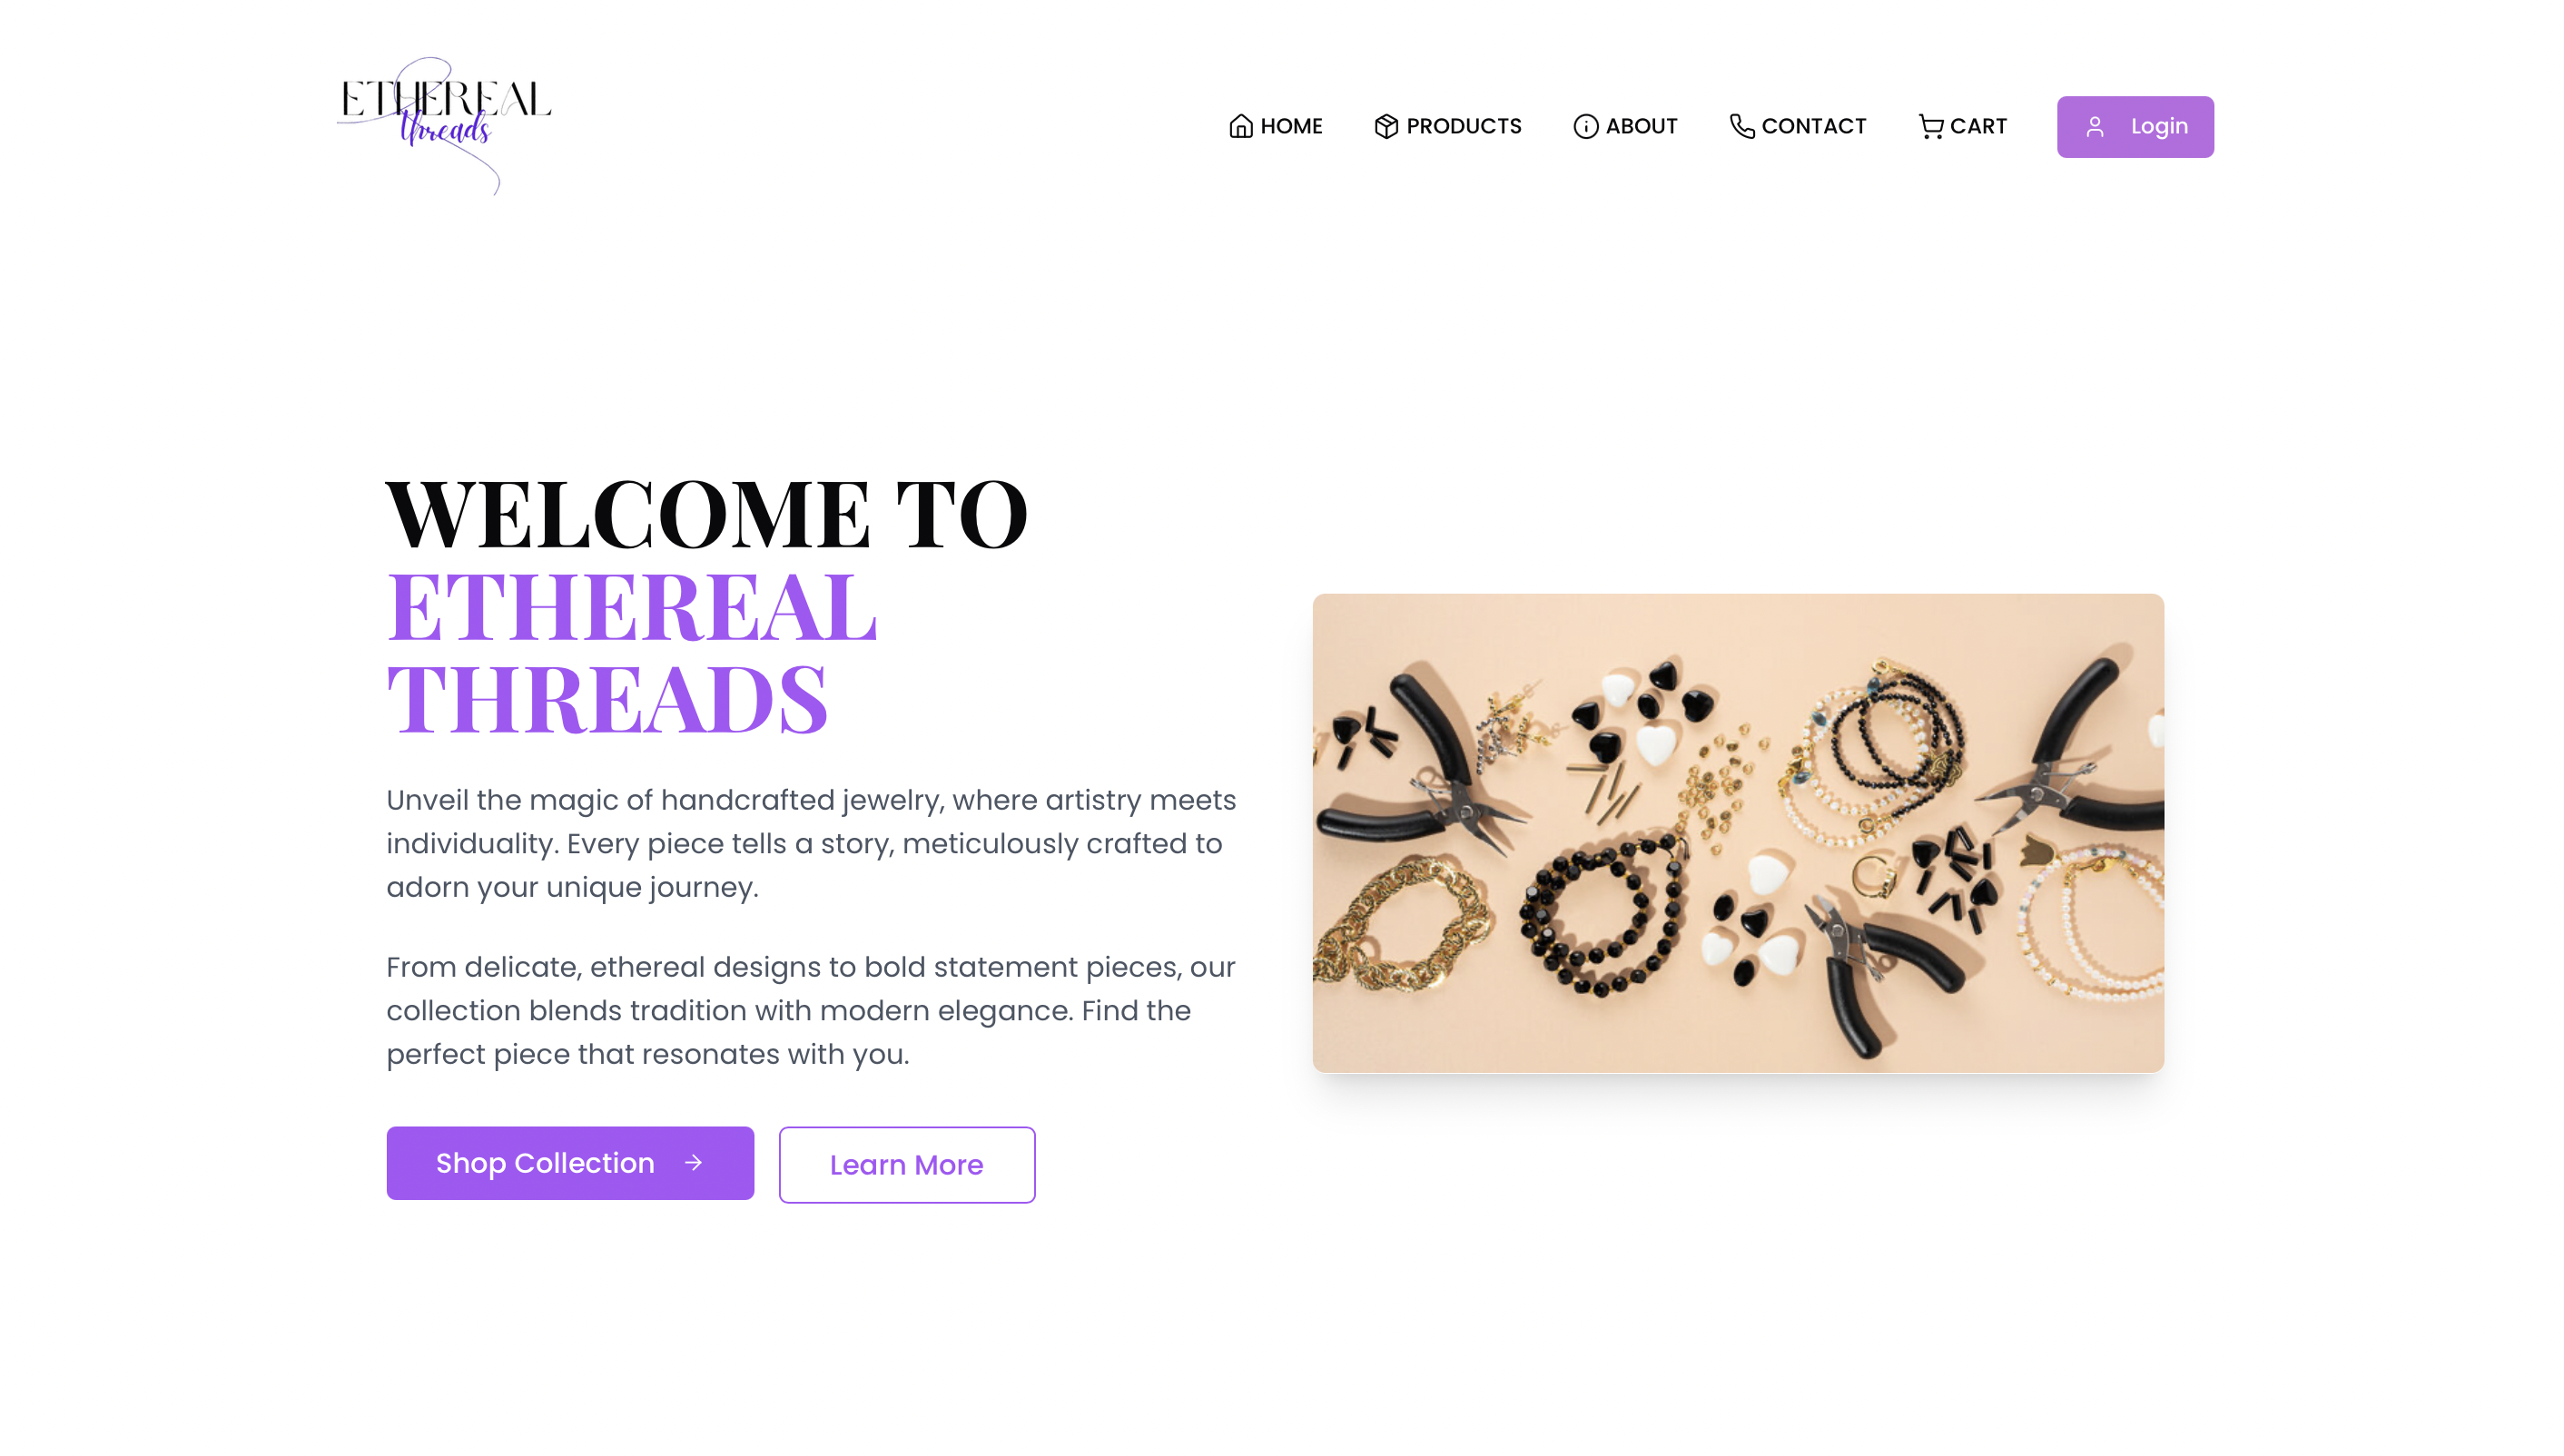 ETHEREAL
threads
HOME PRODUCTS ABOUT CONTACT CART Login
WELCOME TO
ETHEREAL
THREADS
Unveil the magic of handcrafted jewelry, where artistry meets
individuality. Every piece tells a story, meticulously crafted to
adorn your unique journey.
From delicate, ethereal designs to bold statement pieces, our
collection blends tradition with modern elegance. Find the
perfect piece that resonates with you.
Shop Collection Learn More